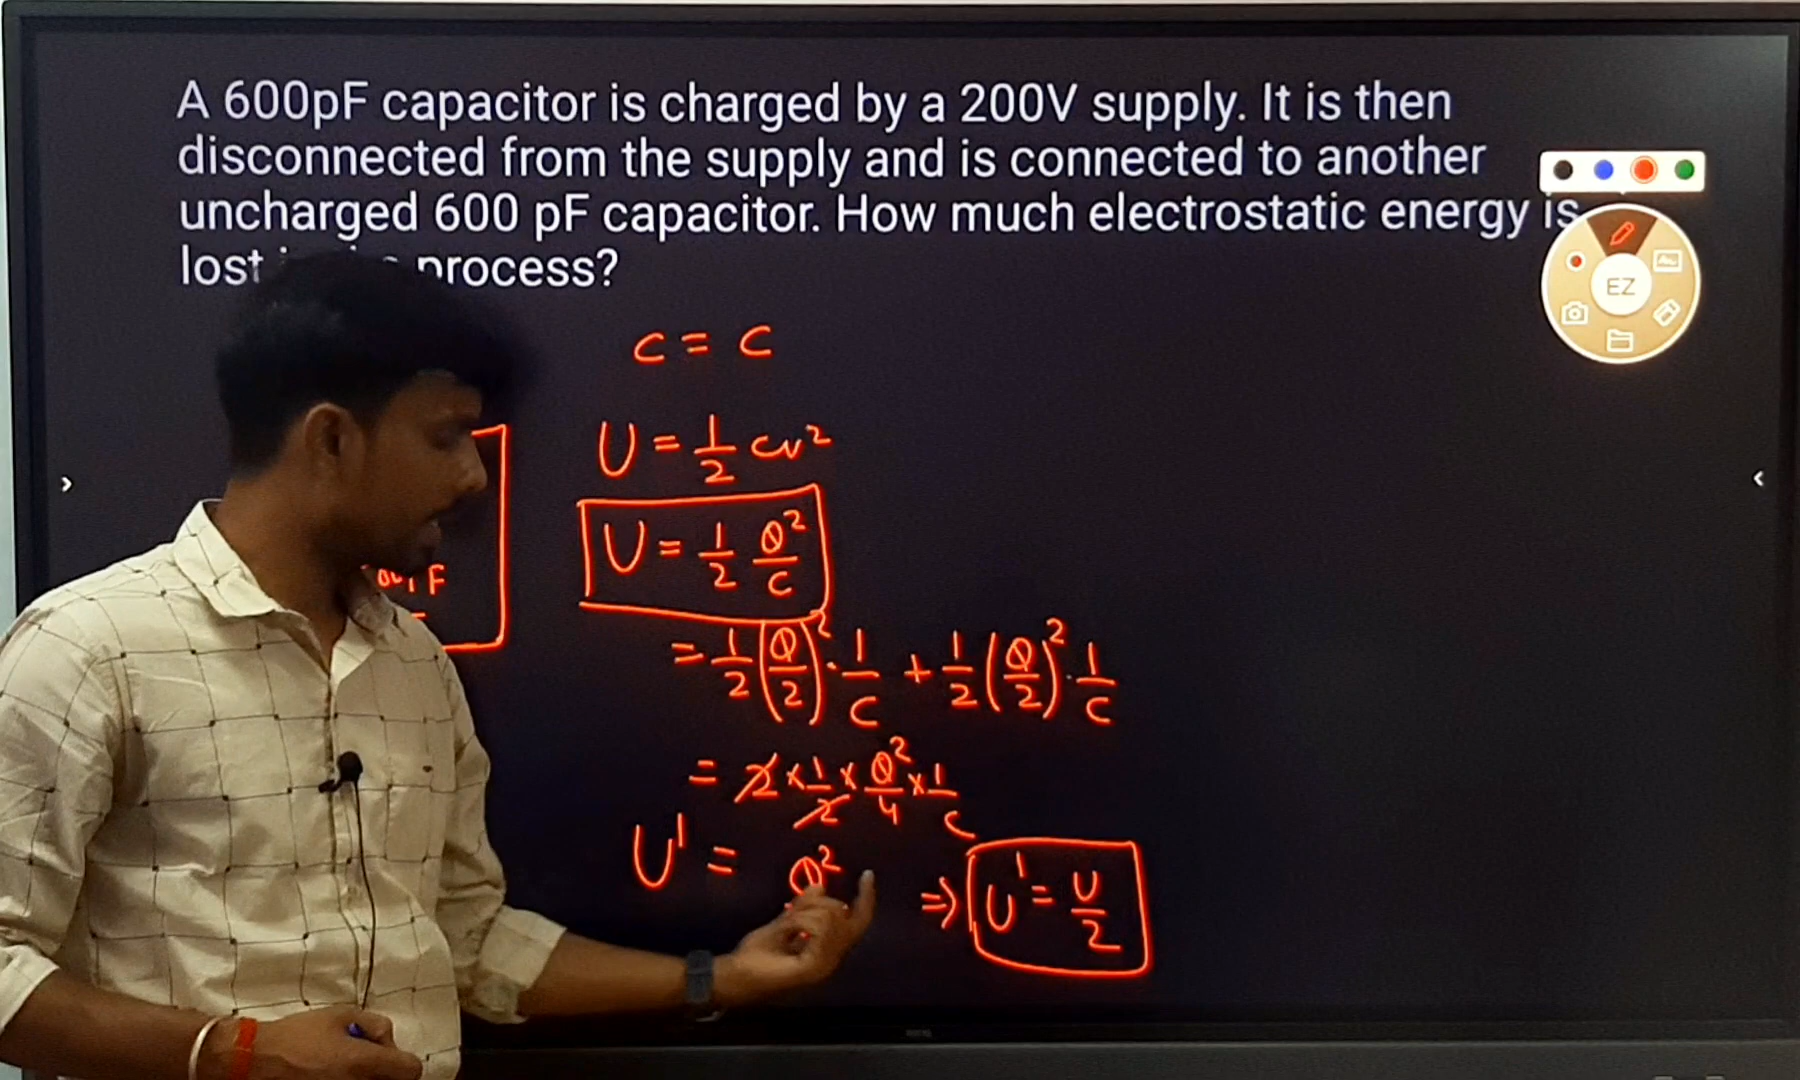 A 600pF capacitor is charged by a 200V supply. It is then
disconnected from the supply and is connected to another
uncharged 600 pF capacitor. How much electrostatic energy is
lost process?
EZ
C = C
U = 1/2 CV²
U = 1/2 Q²/C
= 1/2 (Q/2)² · 1/C + 1/2 (Q/2)² · 1/C
= 2 × 1/2 × Q²/4 × 1/C
U' = Q² ⇒ U' = U/2